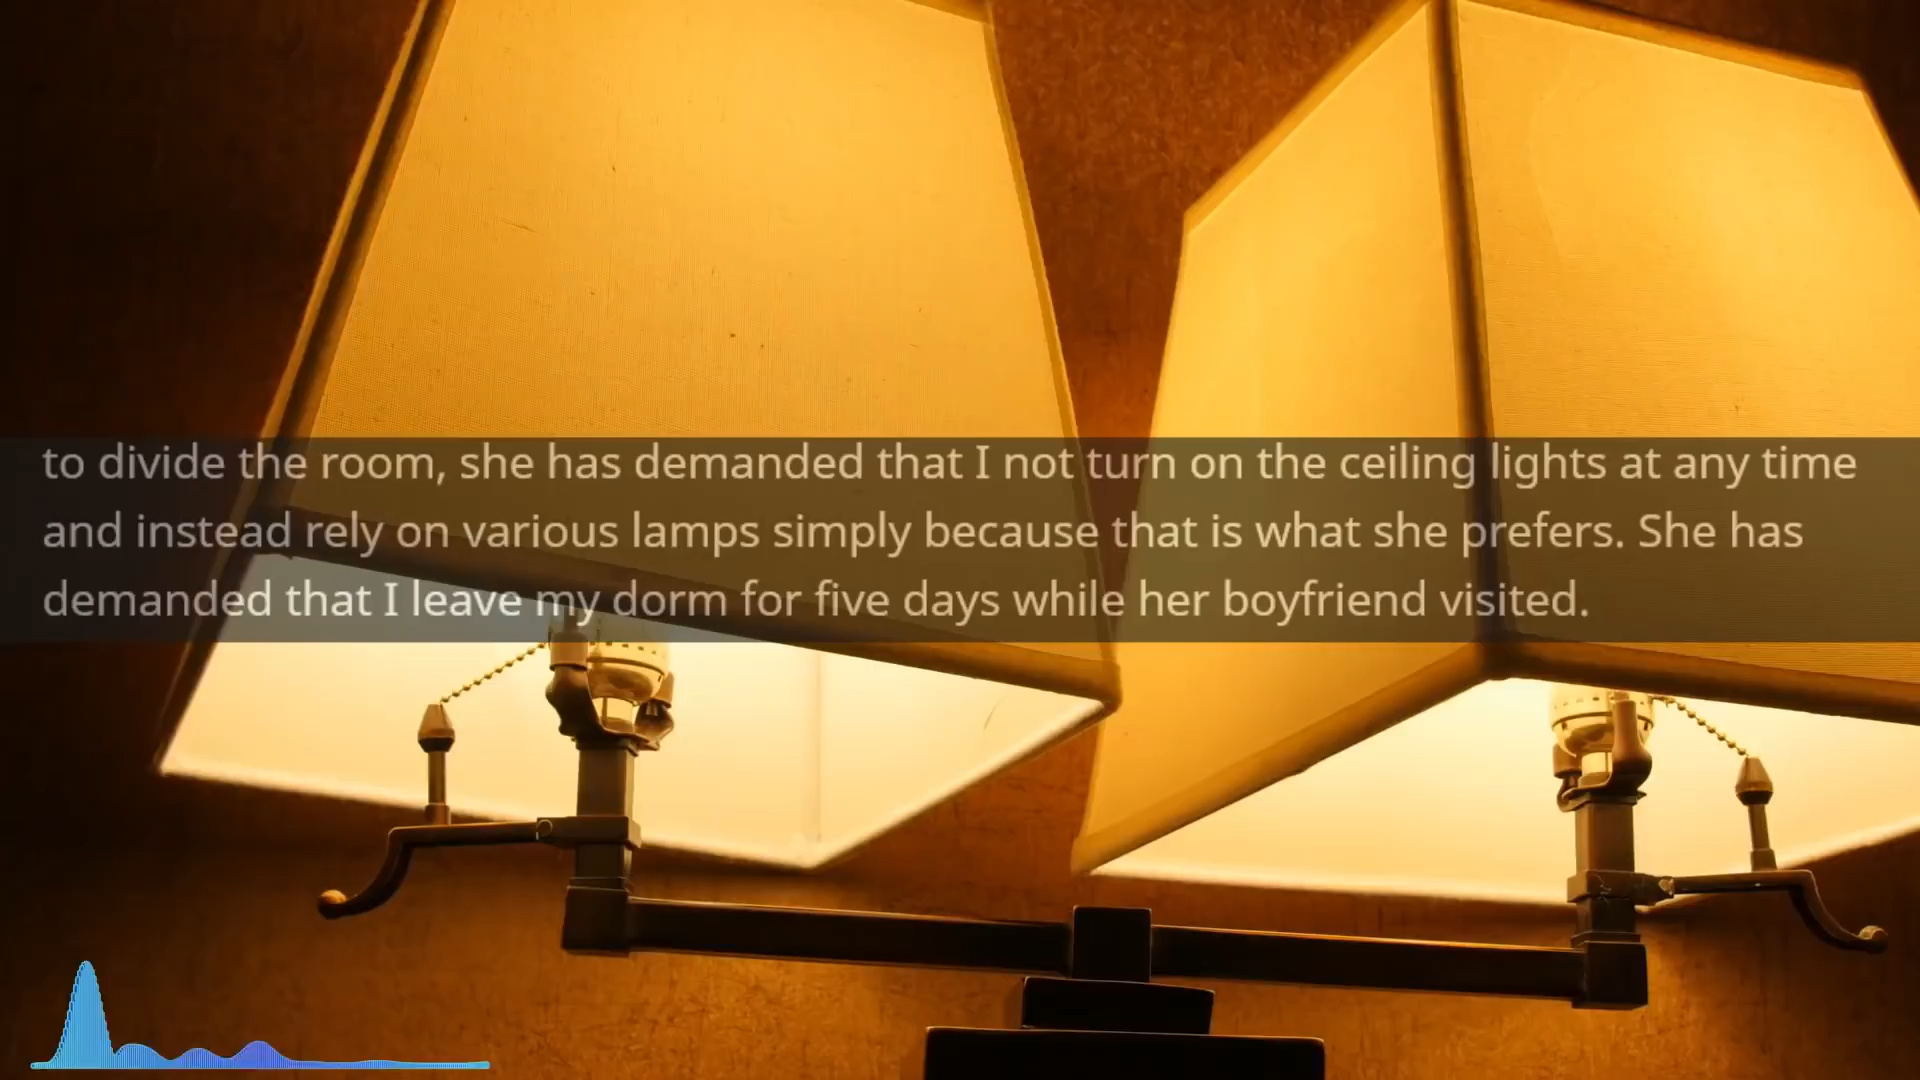 to divide the room, she has demanded that I not turn on the ceiling lights at any time
and instead rely on various lamps simply because that is what she prefers. She has
demanded that I leave my dorm for five days while her boyfriend visited.